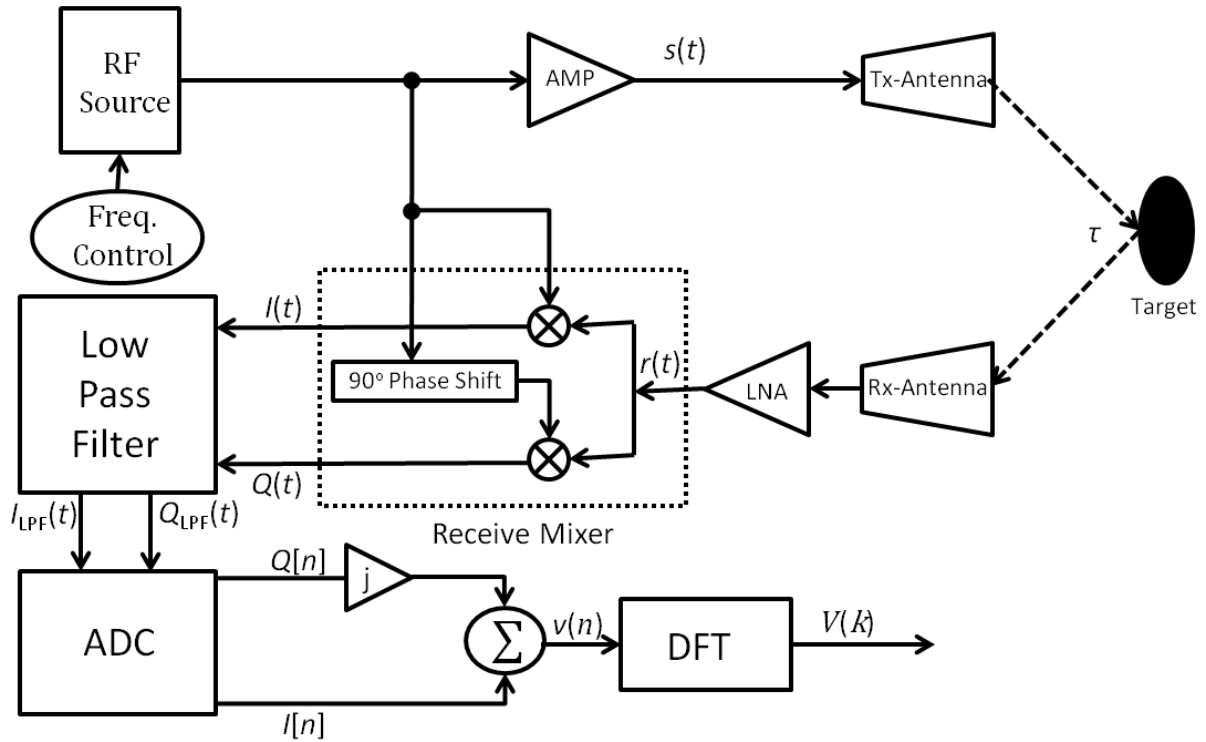 RF
Source
AMP
s(t)
Tx-Antenna
Freq.
Control
τ
Target
Low
Pass
Filter
I(t)
90° Phase Shift
r(t)
LNA
Rx-Antenna
Q(t)
Receive Mixer
I_LPF(t)
Q_LPF(t)
ADC
Q[n]
j
Σ
v(n)
DFT
V(k)
I[n]